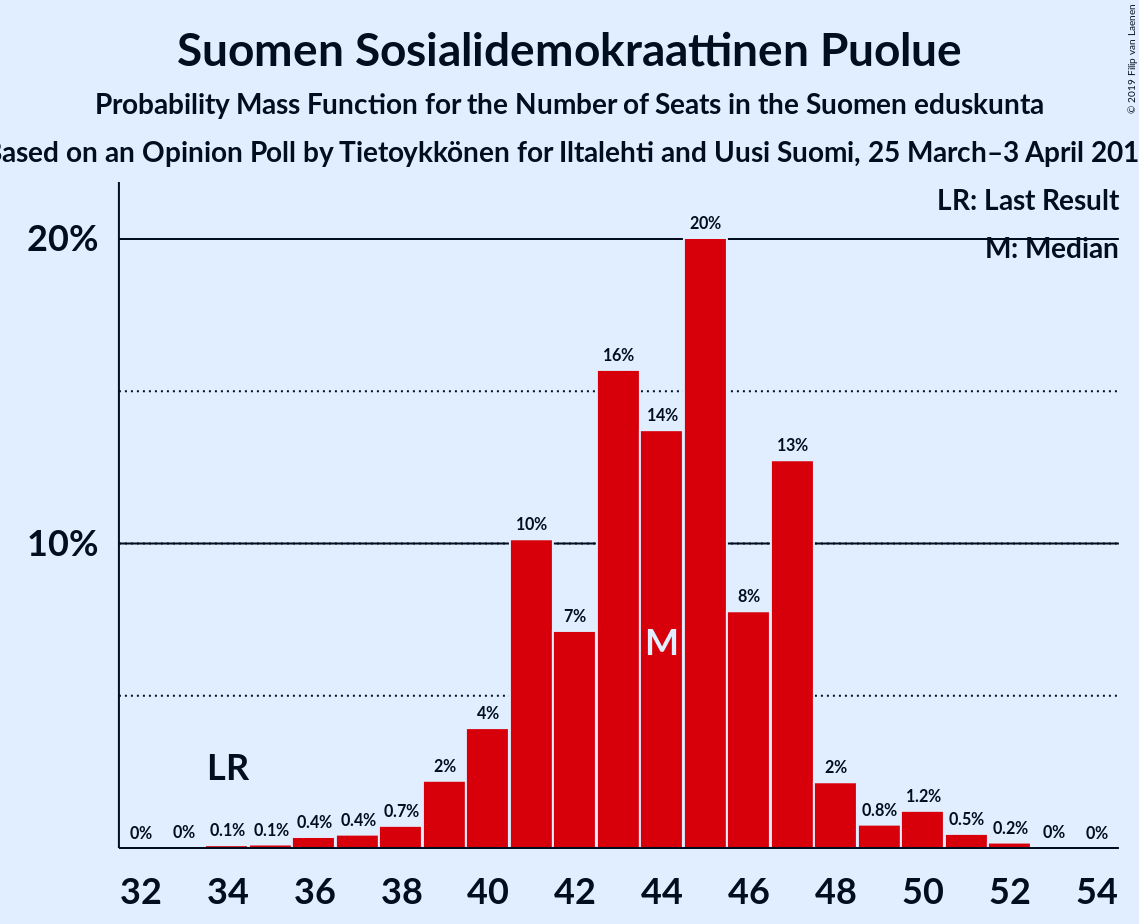 Suomen Sosialidemokraattinen Puolue
Probability Mass Function for the Number of Seats in the Suomen eduskunta
Based on an Opinion Poll by Tietoykkönen for Iltalehti and Uusi Suomi, 25 March–3 April 201
© 2019 Filip van Laenen
LR: Last Result
M: Median
20%
10%
0% 0% 0.1% 0.1% 0.4% 0.4% 0.7% 2% 4% 10% 7% 16% 14% 20% 8% 13% 2% 0.8% 1.2% 0.5% 0.2% 0% 0%
LR
M
32 34 36 38 40 42 44 46 48 50 52 54